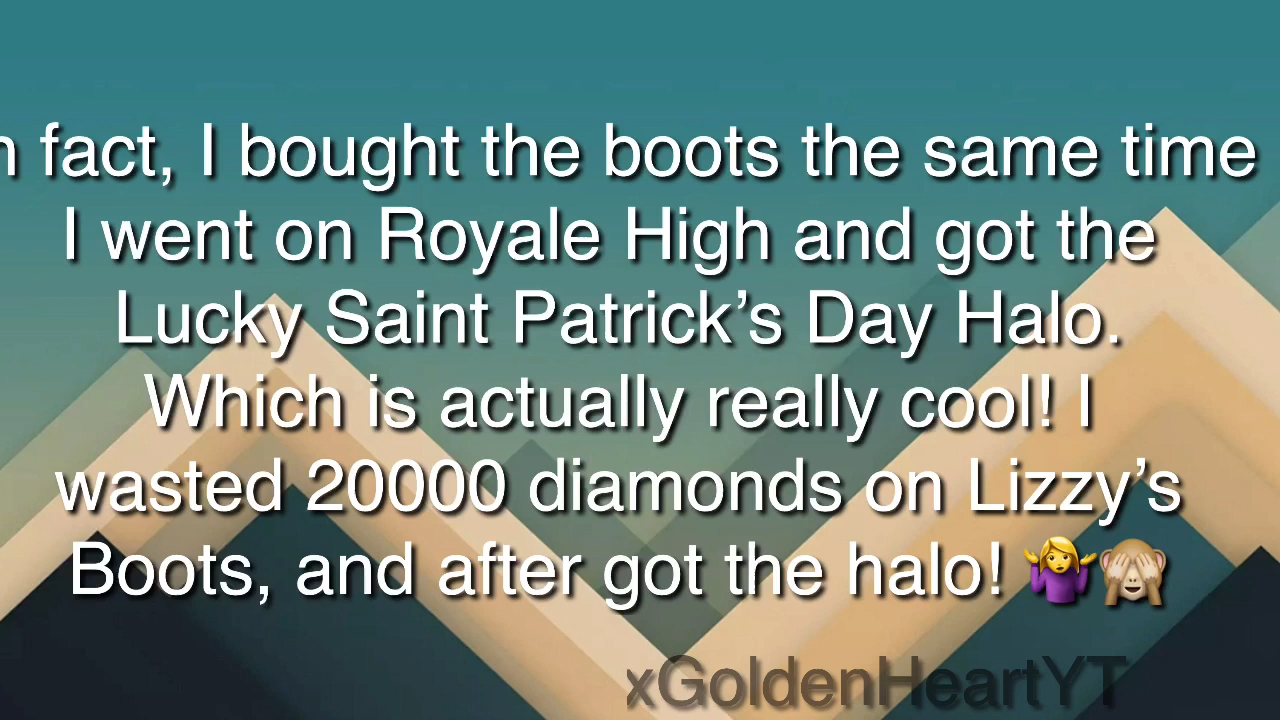 n fact, I bought the boots the same time
I went on Royale High and got the
Lucky Saint Patrick’s Day Halo.
Which is actually really cool! I
wasted 20000 diamonds on Lizzy’s
Boots, and after got the halo! 🤷‍♀️🙈
xGoldenHeartYT